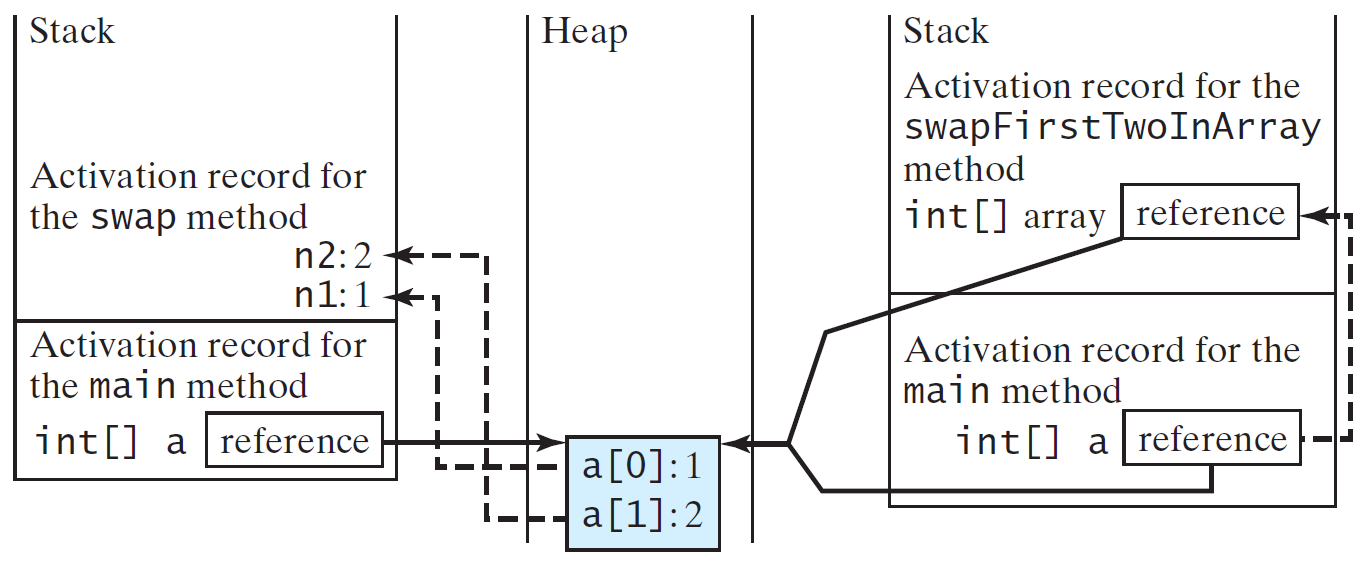 Stack
Activation record for
the swap method
n2: 2
n1: 1
Activation record for
the main method
int[] a reference
Heap
a[0]: 1
a[1]: 2
Stack
Activation record for the
swapFirstTwoInArray
method
int[] array reference
Activation record for the
main method
int[] a reference